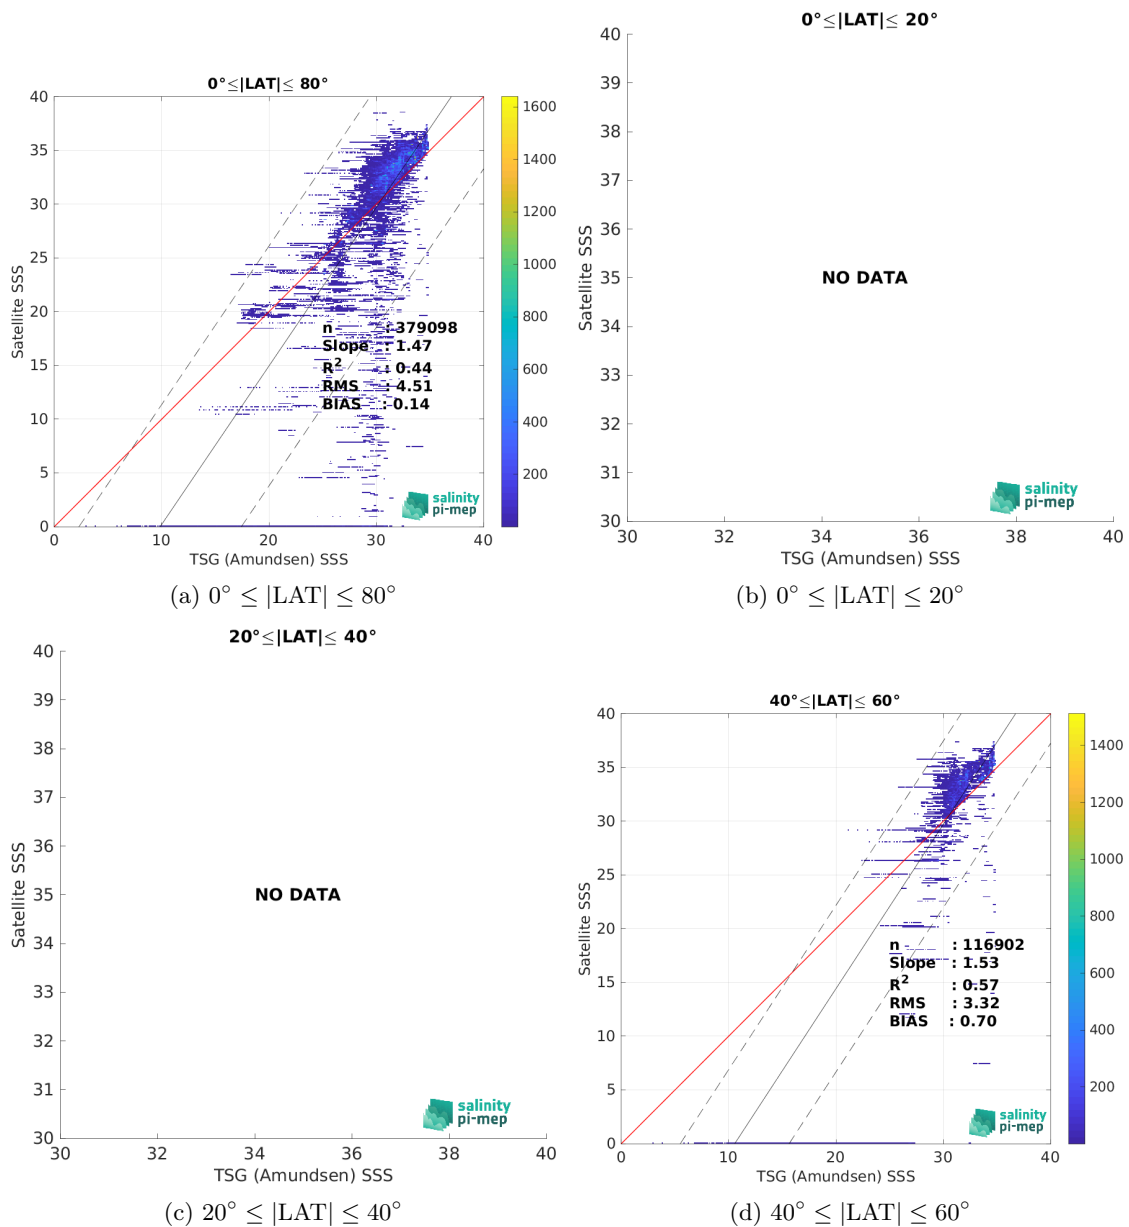 0°≤|LAT|≤ 80°
40
35
30
25
20
15
10
5
0
0
10
20
30
40
Satellite SSS
TSG (Amundsen) SSS
n : 379098
Slope : 1.47
R² : 0.44
RMS : 4.51
BIAS : -0.14
1600
1400
1200
1000
800
600
400
200
salinity
pi-mep
(a) 0° ≤ |LAT| ≤ 80°
0°≤|LAT|≤ 20°
40
39
38
37
36
35
34
33
32
31
30
30
32
34
36
38
40
Satellite SSS
TSG (Amundsen) SSS
NO DATA
salinity
pi-mep
(b) 0° ≤ |LAT| ≤ 20°
20°≤|LAT|≤ 40°
40
39
38
37
36
35
34
33
32
31
30
30
32
34
36
38
40
Satellite SSS
TSG (Amundsen) SSS
NO DATA
salinity
pi-mep
(c) 20° ≤ |LAT| ≤ 40°
40°≤|LAT|≤ 60°
40
35
30
25
20
15
10
5
0
0
10
20
30
40
Satellite SSS
TSG (Amundsen) SSS
n : 116902
Slope : 1.53
R² : 0.57
RMS : 3.32
BIAS : 0.70
1400
1200
1000
800
600
400
200
salinity
pi-mep
(d) 40° ≤ |LAT| ≤ 60°